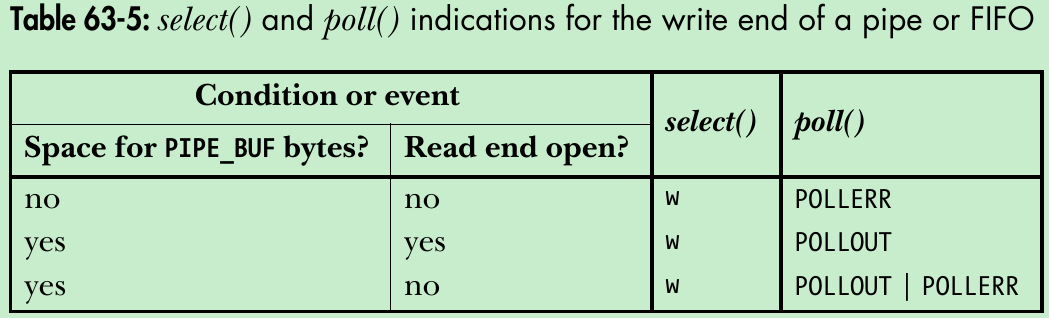 Table 63-5: select() and poll() indications for the write end of a pipe or FIFO
Condition or event
select()
poll()
Space for PIPE_BUF bytes?
Read end open?
no no w POLLERR
yes yes w POLLOUT
yes no w POLLOUT | POLLERR